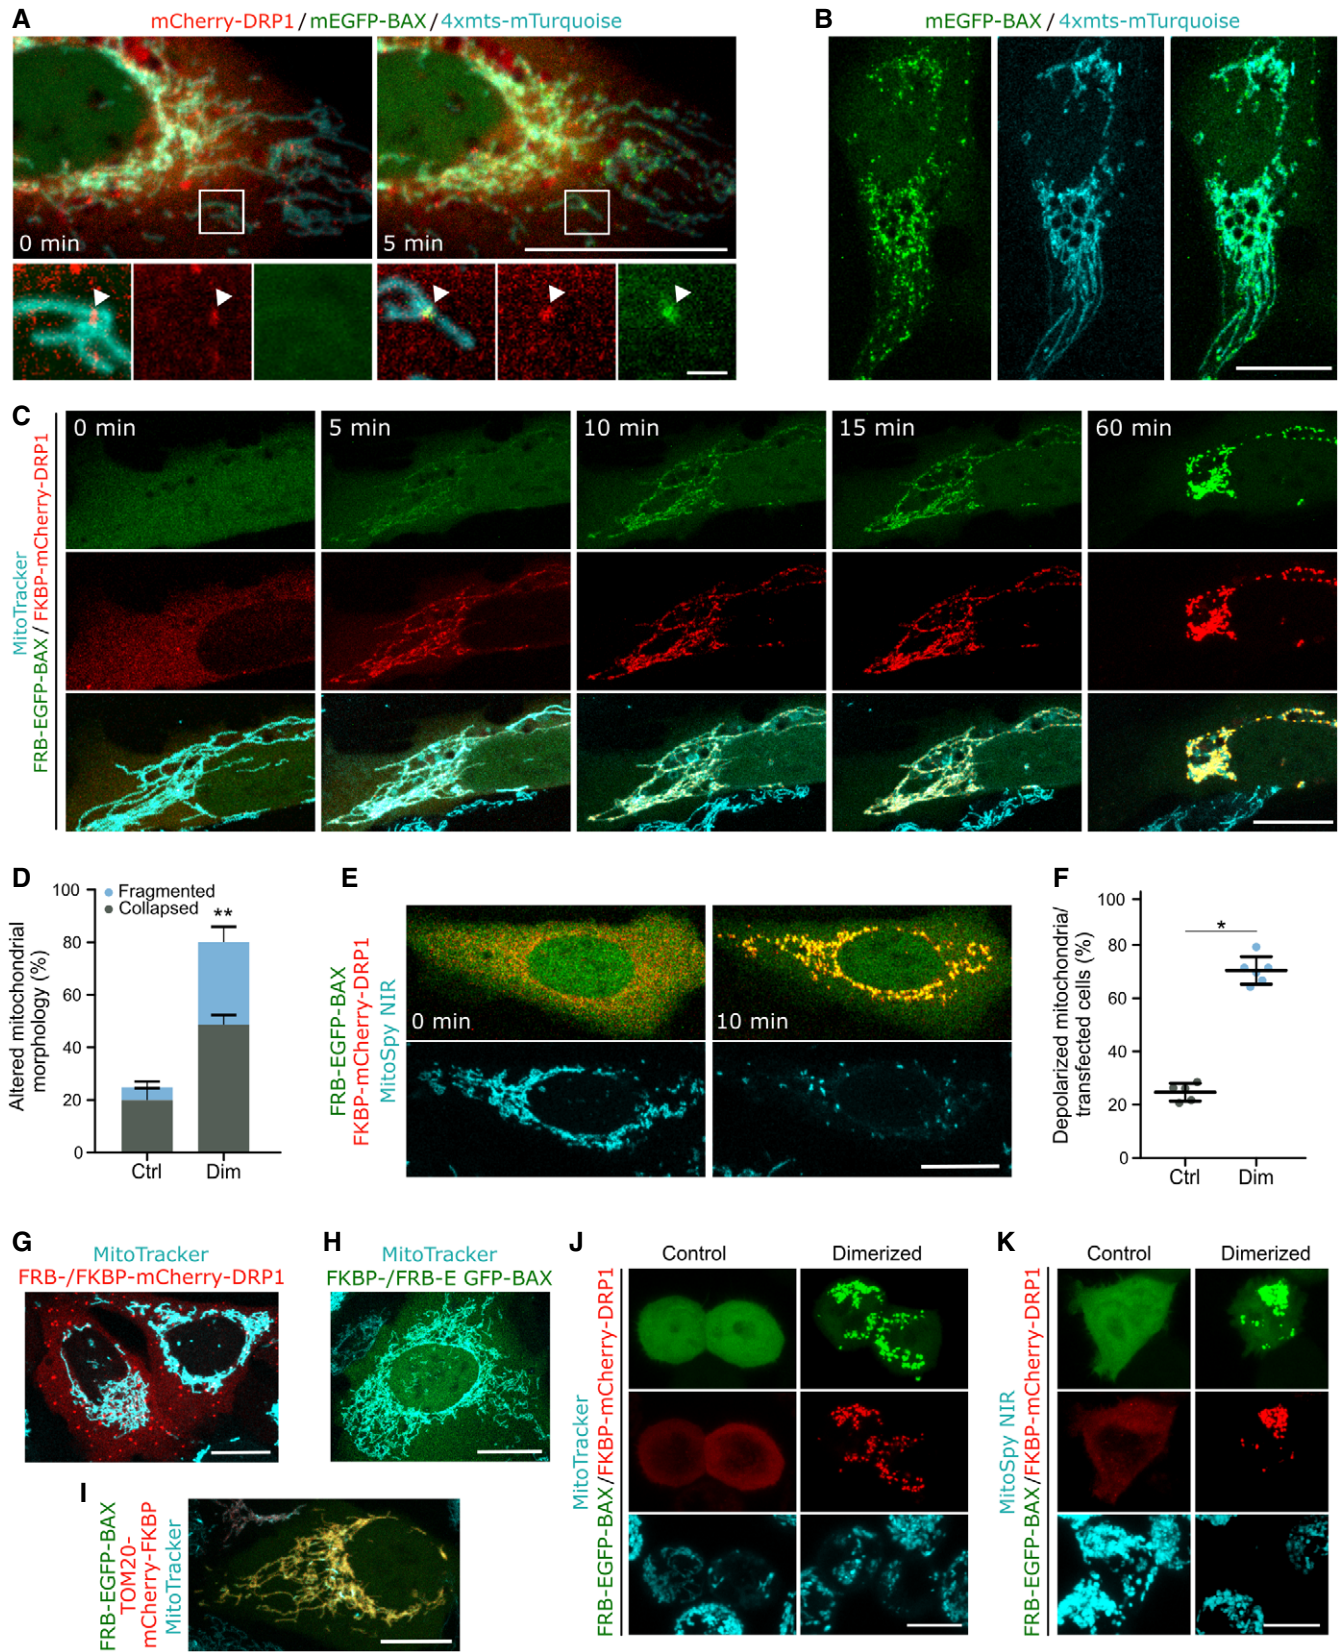 A
mCherry-DRP1/mEGFP-BAX/4xmts-mTurquoise
0 min
5 min
B
mEGFP-BAX/4xmts-mTurquoise
C
MitoTracker
FRB-EGFP-BAX/FKBP-mCherry-DRP1
0 min
5 min
10 min
15 min
60 min
D
Altered mitochondrial
morphology (%)
100
80
60
40
20
0
Fragmented
Collapsed
**
Ctrl
Dim
E
FRB-EGFP-BAX
FKBP-mCherry-DRP1
MitoSpy NIR
0 min
10 min
F
Depolarized mitochondria/
transfected cells (%)
100
80
60
40
20
0
*
Ctrl
Dim
G
MitoTracker
FRB-/FKBP-mCherry-DRP1
H
MitoTracker
FKBP-/FRB-E GFP-BAX
I
FRB-EGFP-BAX
TOM20-
mCherry-FKBP
MitoTracker
J
Control
Dimerized
MitoTracker
FRB-EGFP-BAX/FKBP-mCherry-DRP1
K
Control
Dimerized
MitoSpy NIR
FRB-EGFP-BAX/FKBP-mCherry-DRP1